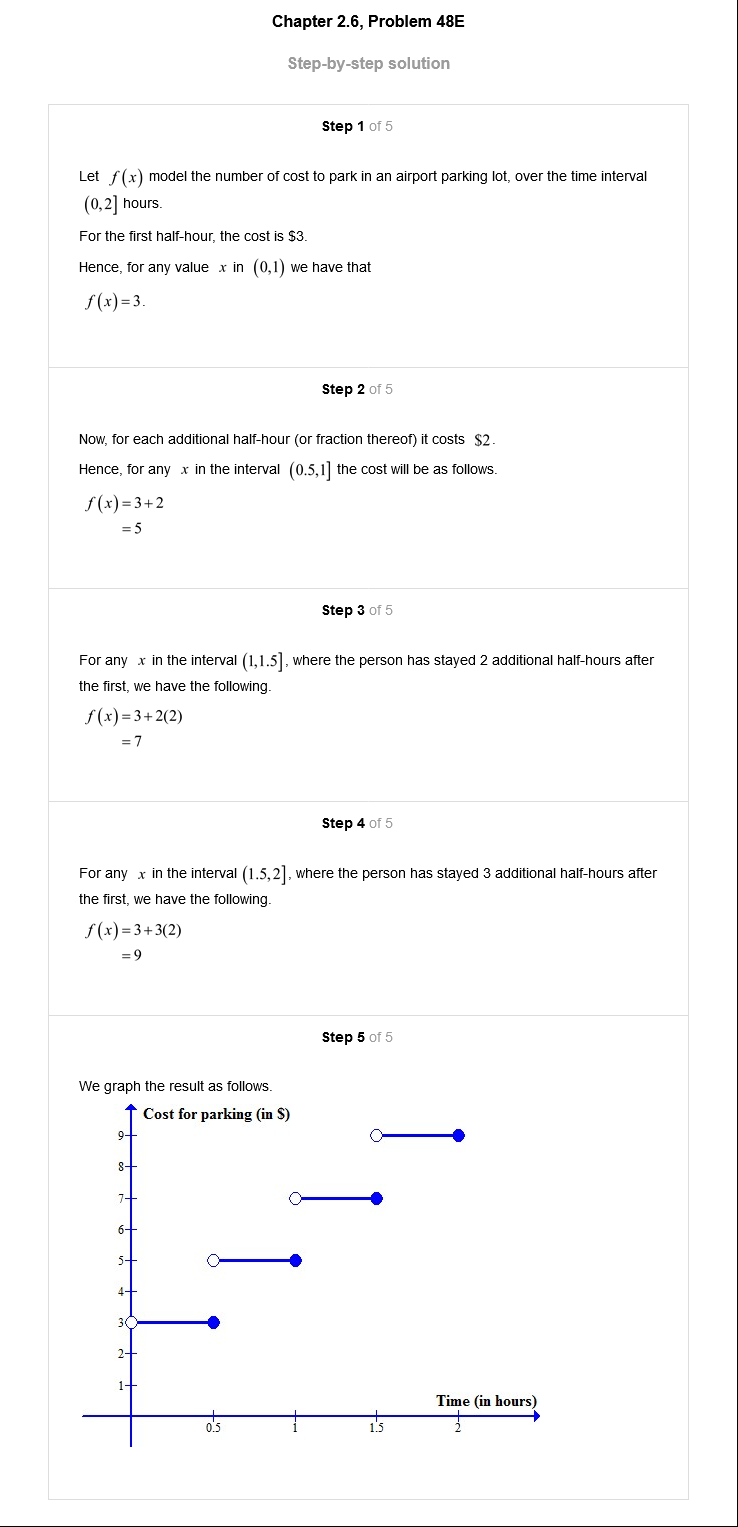 Chapter 2.6, Problem 48E
Step-by-step solution
Step 1 of 5
Let f(x) model the number of cost to park in an airport parking lot, over the time interval
(0,2] hours.
For the first half-hour, the cost is $3.
Hence, for any value x in (0,1) we have that
f(x)=3.
Step 2 of 5
Now, for each additional half-hour (or fraction thereof) it costs $2.
Hence, for any x in the interval (0.5,1] the cost will be as follows.
f(x)=3+2
=5
Step 3 of 5
For any x in the interval (1,1.5], where the person has stayed 2 additional half-hours after
the first, we have the following.
f(x)=3+2(2)
=7
Step 4 of 5
For any x in the interval (1.5,2], where the person has stayed 3 additional half-hours after
the first, we have the following.
f(x)=3+3(2)
=9
Step 5 of 5
We graph the result as follows.
Cost for parking (in $)
9
8
7
6
5
4
3
2
1
Time (in hours)
0.5 1 1.5 2